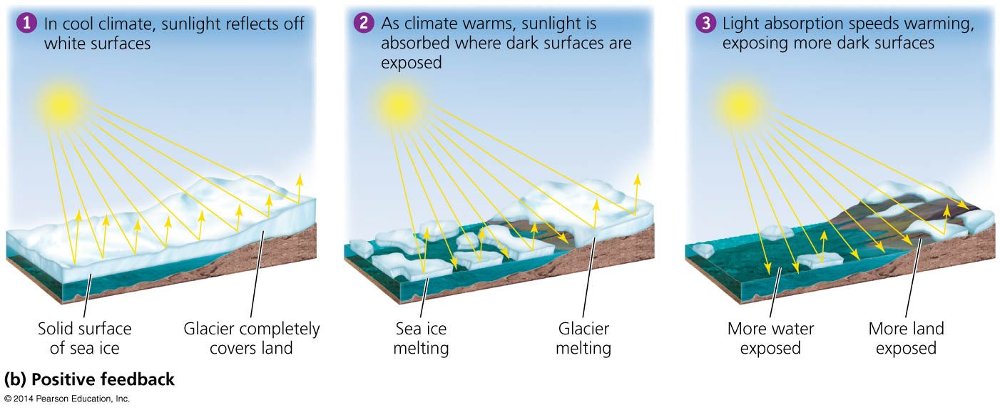 1 In cool climate, sunlight reflects off
white surfaces
2 As climate warms, sunlight is
absorbed where dark surfaces are
exposed
3 Light absorption speeds warming,
exposing more dark surfaces
Solid surface
of sea ice
Glacier completely
covers land
Sea ice
melting
Glacier
melting
More water
exposed
More land
exposed
(b) Positive feedback
© 2014 Pearson Education, Inc.